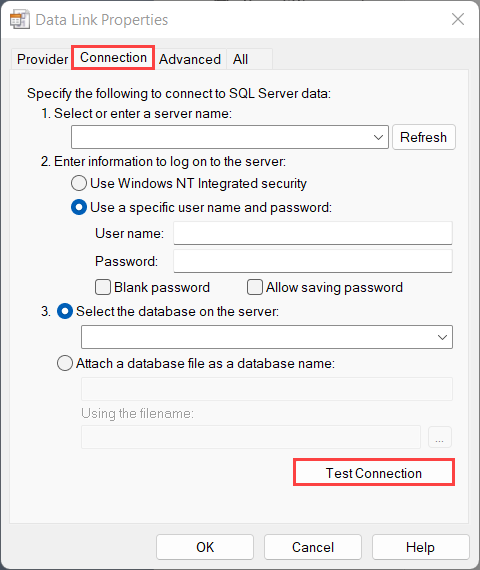 Data Link Properties
Provider Connection Advanced All
Specify the following to connect to SQL Server data:
1. Select or enter a server name:
Refresh
2. Enter information to log on to the server:
Use Windows NT Integrated security
Use a specific user name and password:
User name:
Password:
Blank password Allow saving password
3. Select the database on the server:
Attach a database file as a database name:
Using the filename:
...
Test Connection
OK Cancel Help